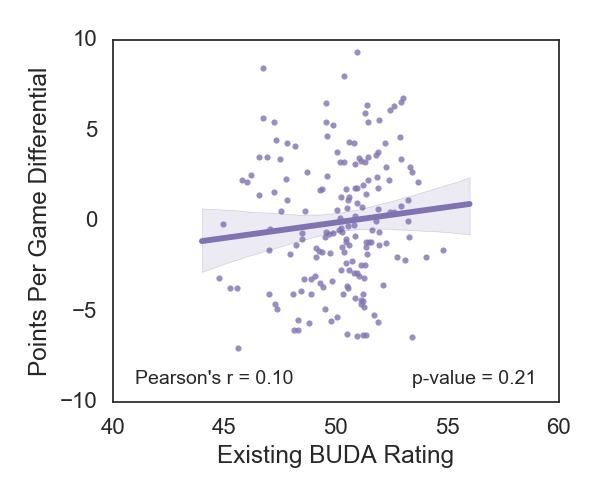 10
5
0
−5
−10
Points Per Game Differential
Pearson's r = 0.10
p-value = 0.21
40
45
50
55
60
Existing BUDA Rating